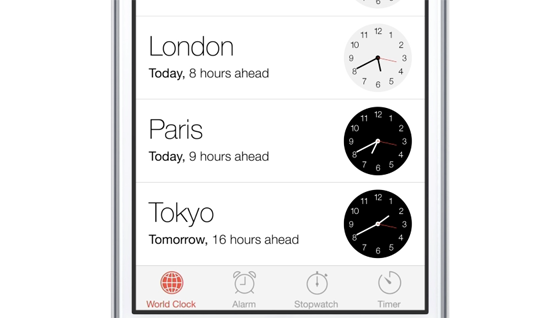 London
Today, 8 hours ahead
11 12 1
10 2
9 3
8 4
7 6 5
Paris
Today, 9 hours ahead
11 12 1
10 2
9 3
8 4
7 6 5
Tokyo
Tomorrow, 16 hours ahead
11 12 1
10 2
9 3
8 4
7 6 5
World Clock Alarm Stopwatch Timer